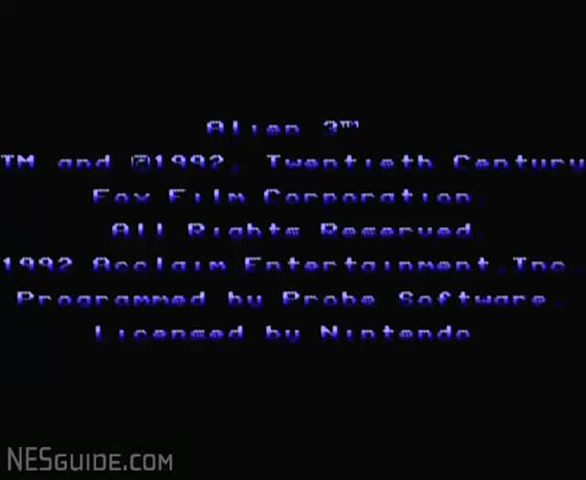 Alien 3™
TM and ©1992, Twentieth Century
Fox Film Corporation.
All Rights Reserved.
1992 Acclaim Entertainment,Inc
Programmed by Probe Software.
Licensed by Nintendo
NESGUIDE.COM